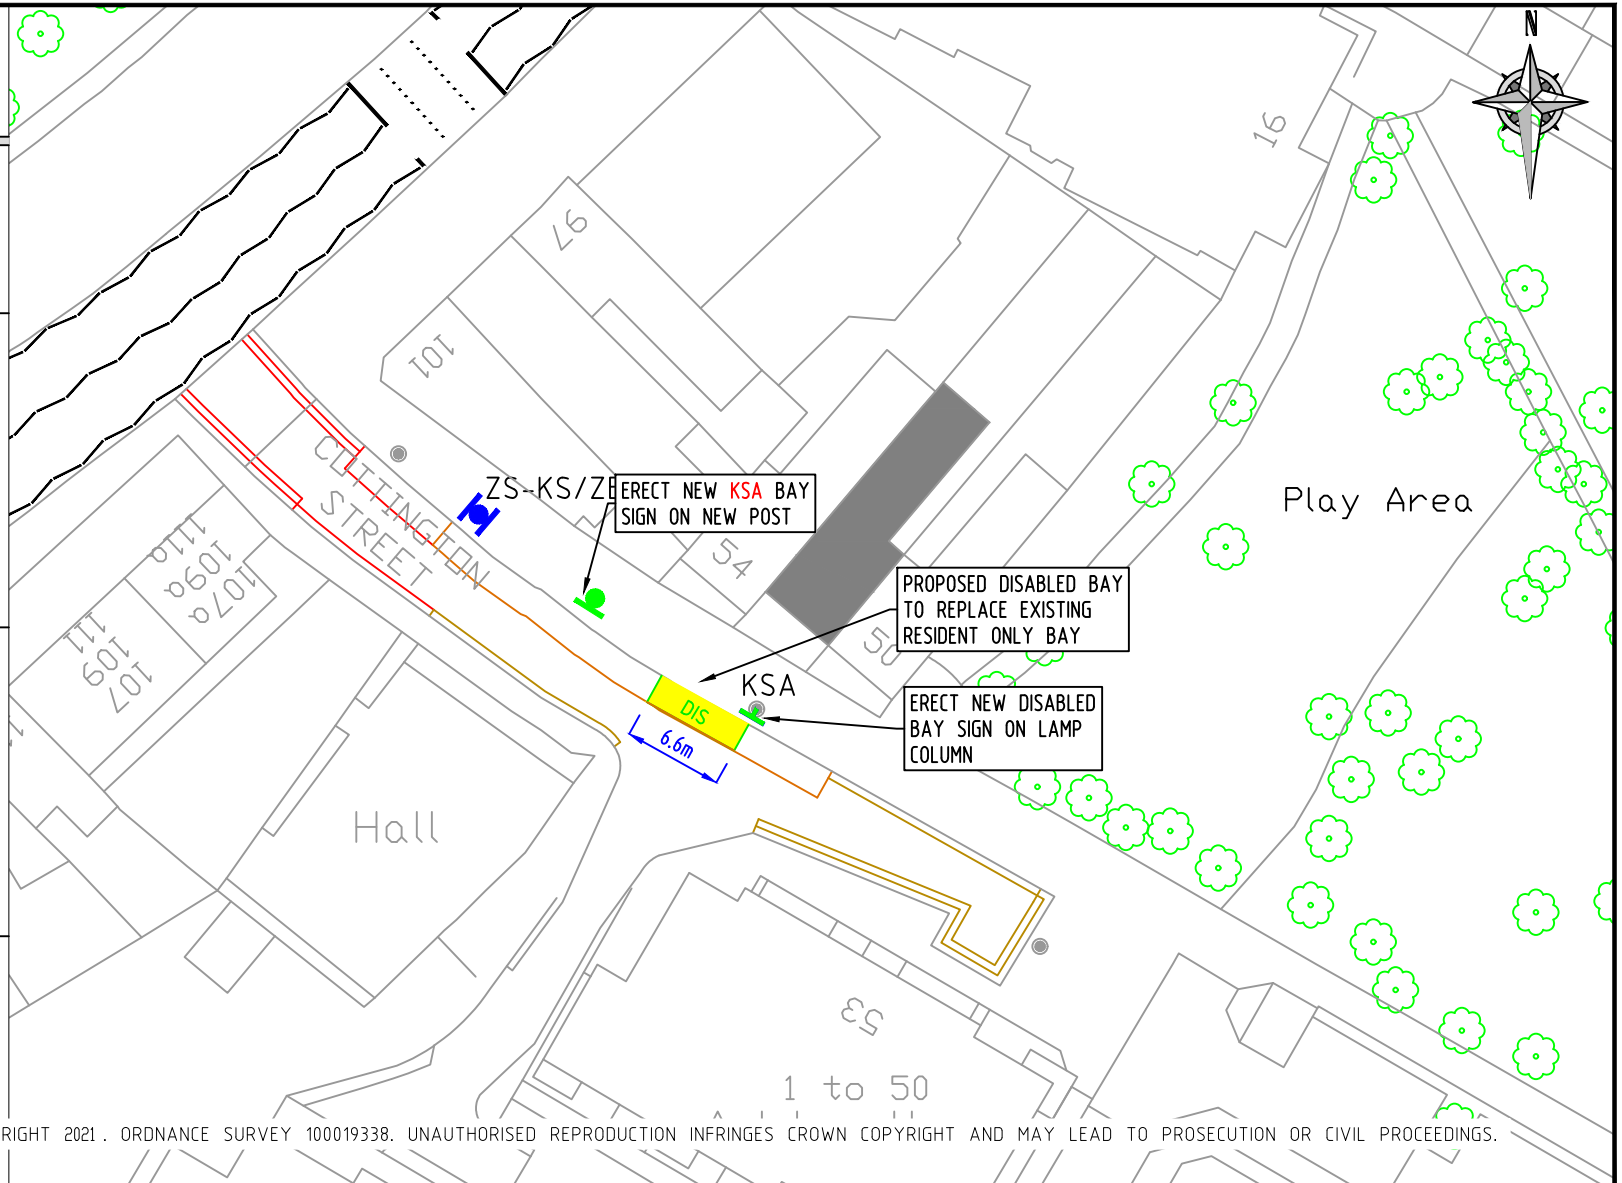 N
16
97
101
CLITTINGTON
STREET
ZS-KS/ZE
ERECT NEW KSA BAY
SIGN ON NEW POST
Play Area
111a
109a
107a
111
109
107
54
50
PROPOSED DISABLED BAY
TO REPLACE EXISTING
RESIDENT ONLY BAY
KSA
DIS
6.6m
ERECT NEW DISABLED
BAY SIGN ON LAMP
COLUMN
Hall
53
1 to 50
RIGHT 2021. ORDNANCE SURVEY 100019338. UNAUTHORISED REPRODUCTION INFRINGES CROWN COPYRIGHT AND MAY LEAD TO PROSECUTION OR CIVIL PROCEEDINGS.